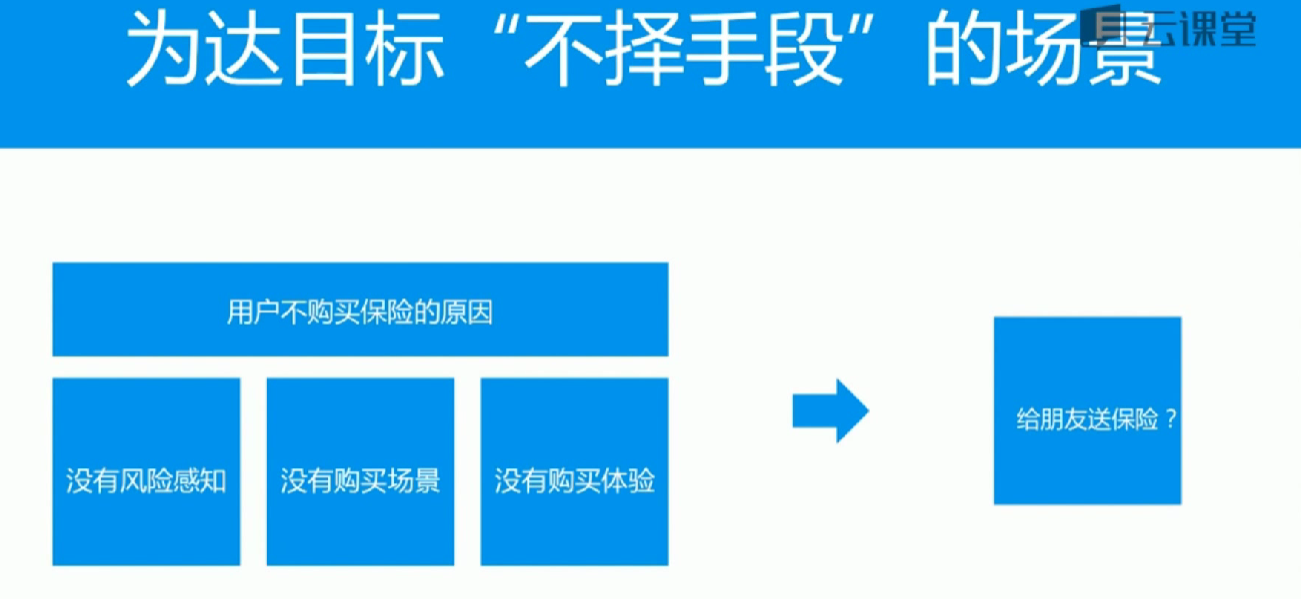 为达目标“不择手段”的场景
云课堂
用户不购买保险的原因
没有风险感知
没有购买场景
没有购买体验
给朋友送保险？